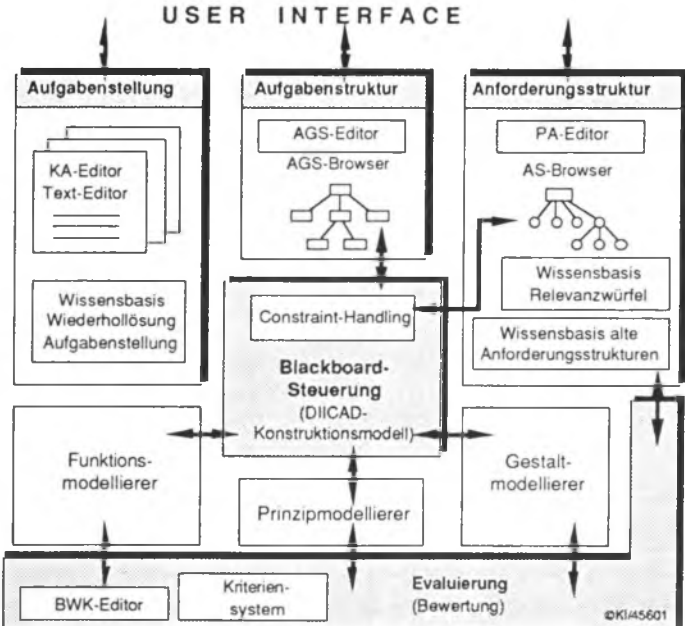 USER INTERFACE
Aufgabenstellung
KA-Editor
Text-Editor
Wissensbasis
Wiederhollösung
Aufgabenstellung
Aufgabenstruktur
AGS-Editor
AGS-Browser
Anforderungsstruktur
PA-Editor
AS-Browser
Wissensbasis
Relevanzwürfel
Wissensbasis alte
Anforderungsstrukturen
Constraint-Handling
Blackboard-
Steuerung
(DIICAD-
Konstruktionsmodell)
Funktions-
modellierer
Prinzipmodellierer
Gestalt-
modellierer
BWK-Editor
Kriterien-
system
Evaluierung
(Bewertung)
©KI/45601